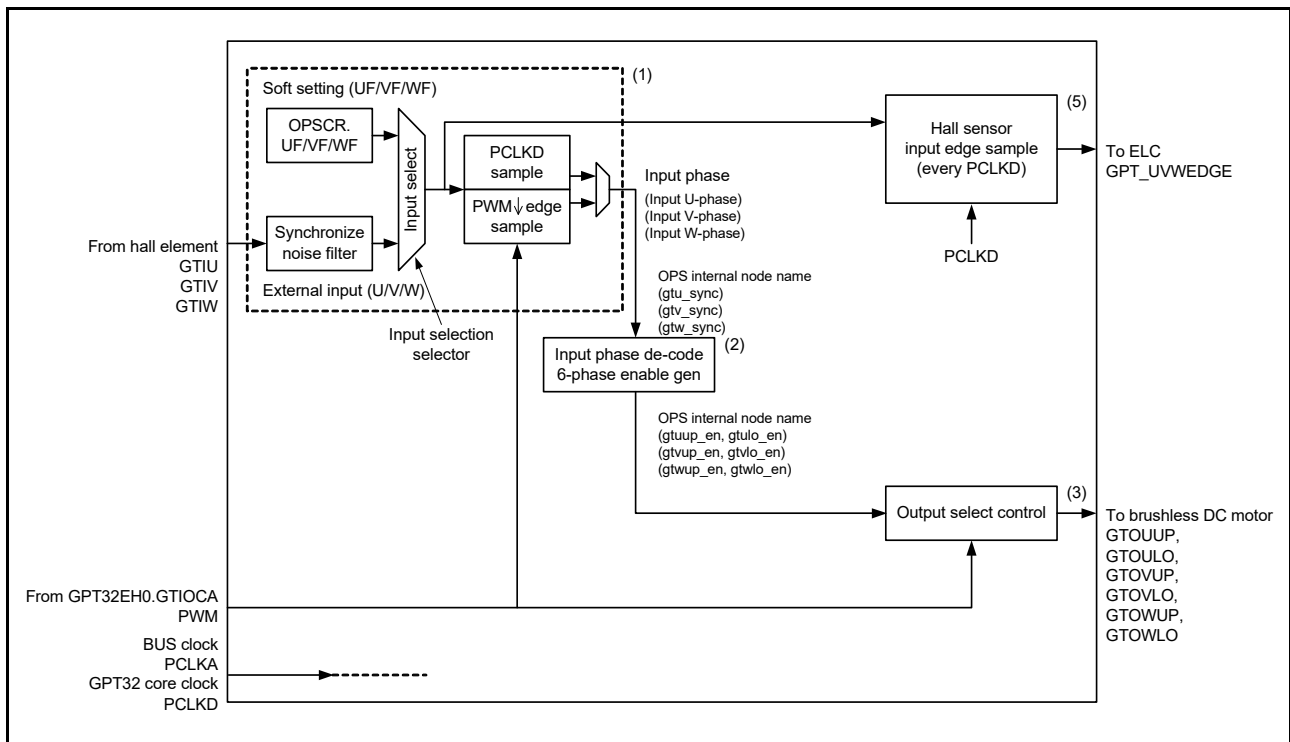 (1)
Soft setting (UF/VF/WF)
OPSCR.
UF/VF/WF
Input select
PCLKD
sample
PWM↓edge
sample
Synchronize
noise filter
External input (U/V/W)
From hall element
GTIU
GTIV
GTIW
Input selection
selector
Input phase
(Input U-phase)
(Input V-phase)
(Input W-phase)
(5)
Hall sensor
input edge sample
(every PCLKD)
PCLKD
To ELC
GPT_UVWEDGE
OPS internal node name
(gtu_sync)
(gtv_sync)
(gtw_sync)
(2)
Input phase de-code
6-phase enable gen
OPS internal node name
(gtuup_en, gtulo_en)
(gtvup_en, gtvlo_en)
(gtwup_en, gtwlo_en)
(3)
Output select control
To brushless DC motor
GTOUUP,
GTOULO,
GTOVUP,
GTOVLO,
GTOWUP,
GTOWLO
From GPT32EH0.GTIOCA
PWM
BUS clock
PCLKA
GPT32 core clock
PCLKD